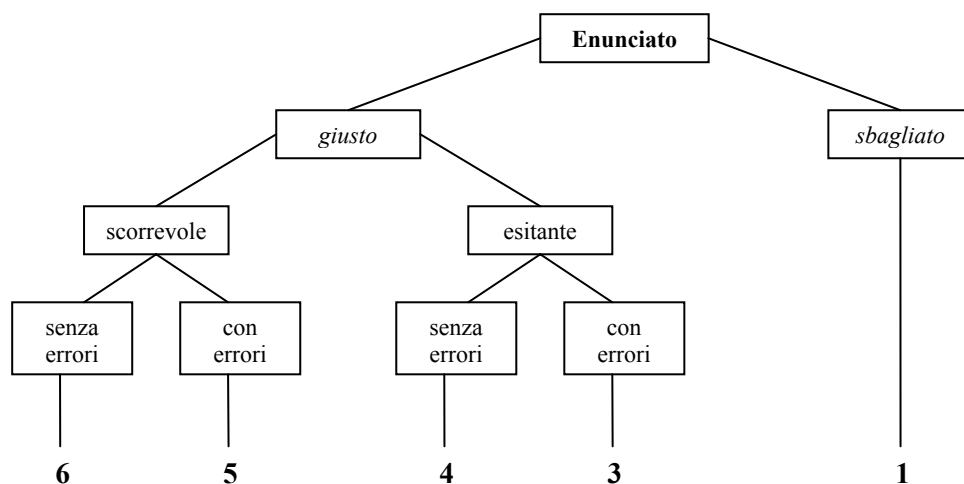 Enunciato
giusto
sbagliato
scorrevole
esitante
senza
errori
con
errori
senza
errori
con
errori
6
5
4
3
1